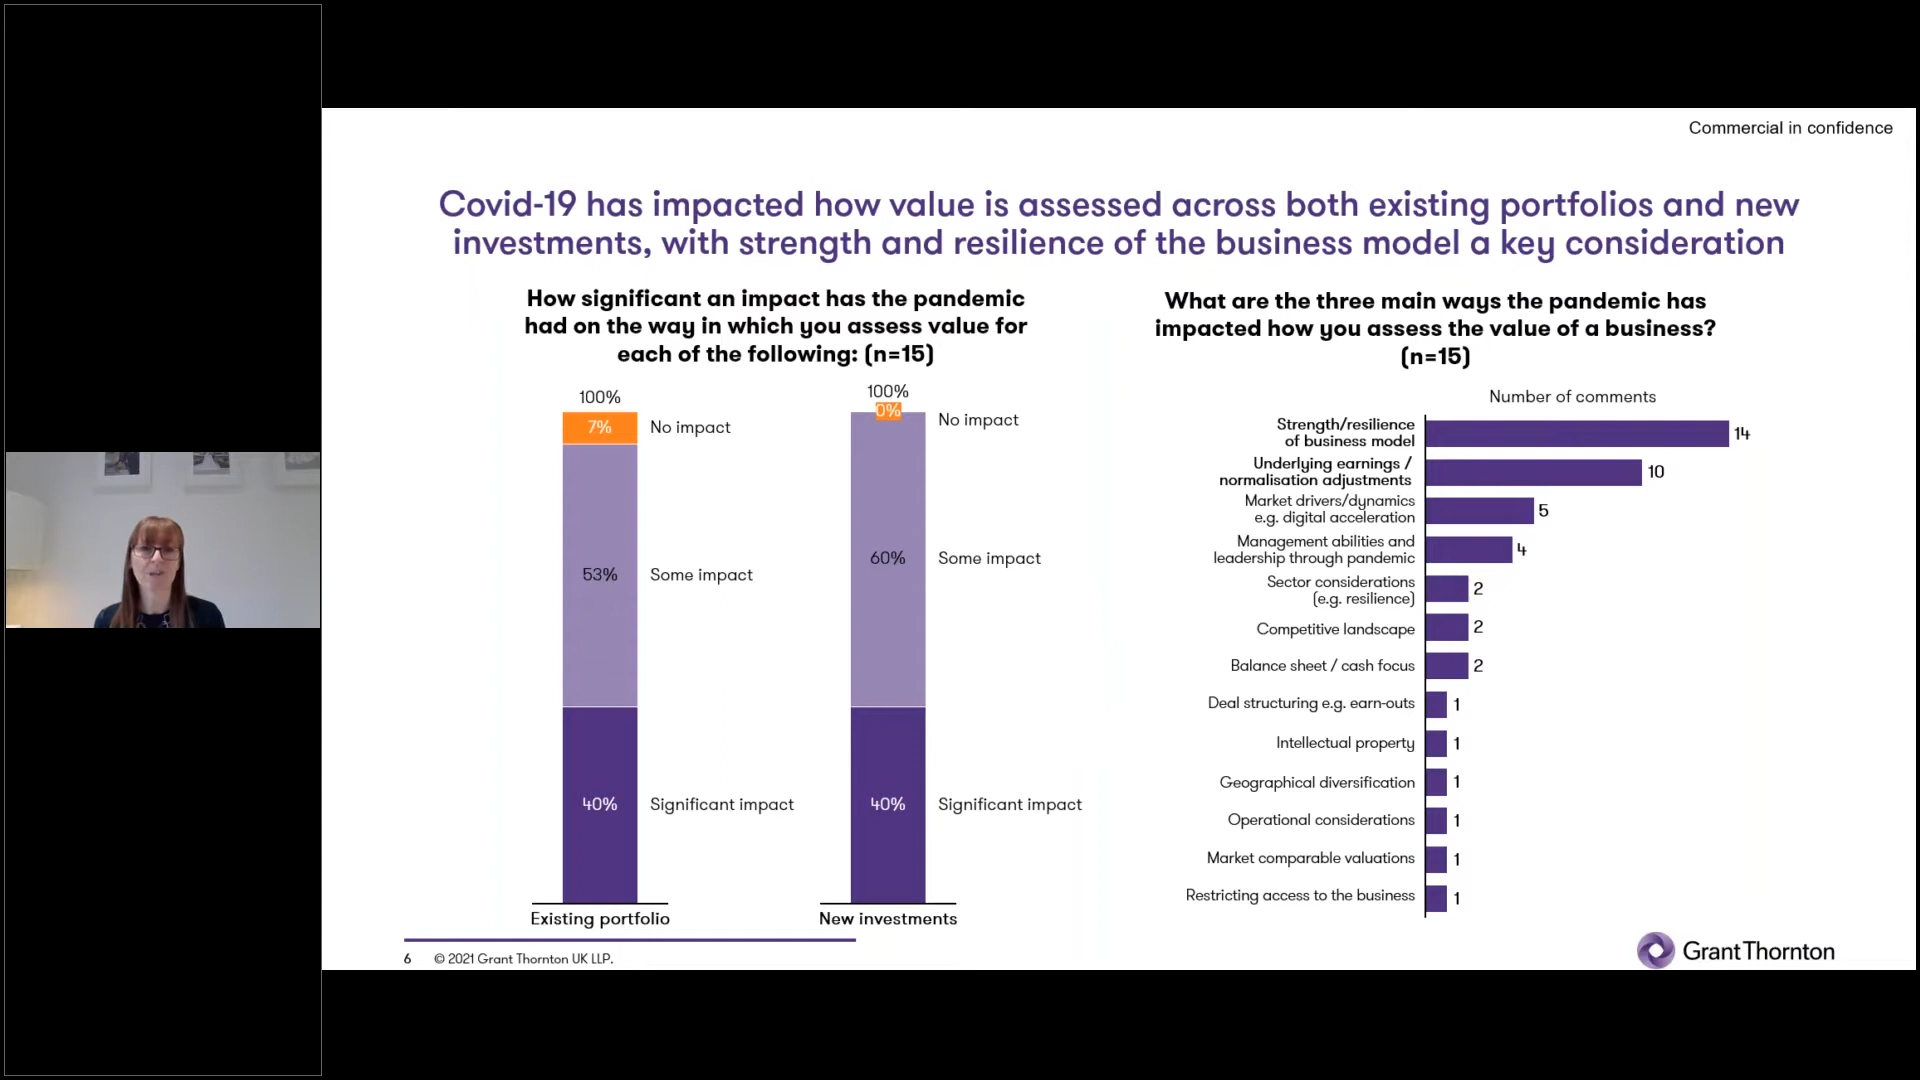 Commercial in confidence
Covid-19 has impacted how value is assessed across both existing portfolios and new
investments, with strength and resilience of the business model a key consideration
How significant an impact has the pandemic
had on the way in which you assess value for
each of the following: (n=15)
100%
7%
No impact
53%
Some impact
40%
Significant impact
Existing portfolio
100%
0%
No impact
60%
Some impact
40%
Significant impact
New investments
What are the three main ways the pandemic has
impacted how you assess the value of a business?
(n=15)
Number of comments
Strength/resilience
of business model
14
Underlying earnings /
normalisation adjustments
10
Market drivers/dynamics
e.g. digital acceleration
5
Management abilities and
leadership through pandemic
4
Sector considerations
(e.g. resilience)
2
Competitive landscape
2
Balance sheet / cash focus
2
Deal structuring e.g. earn-outs
1
Intellectual property
1
Geographical diversification
1
Operational considerations
1
Market comparable valuations
1
Restricting access to the business
1
6
© 2021 Grant Thornton UK LLP.
GrantThornton